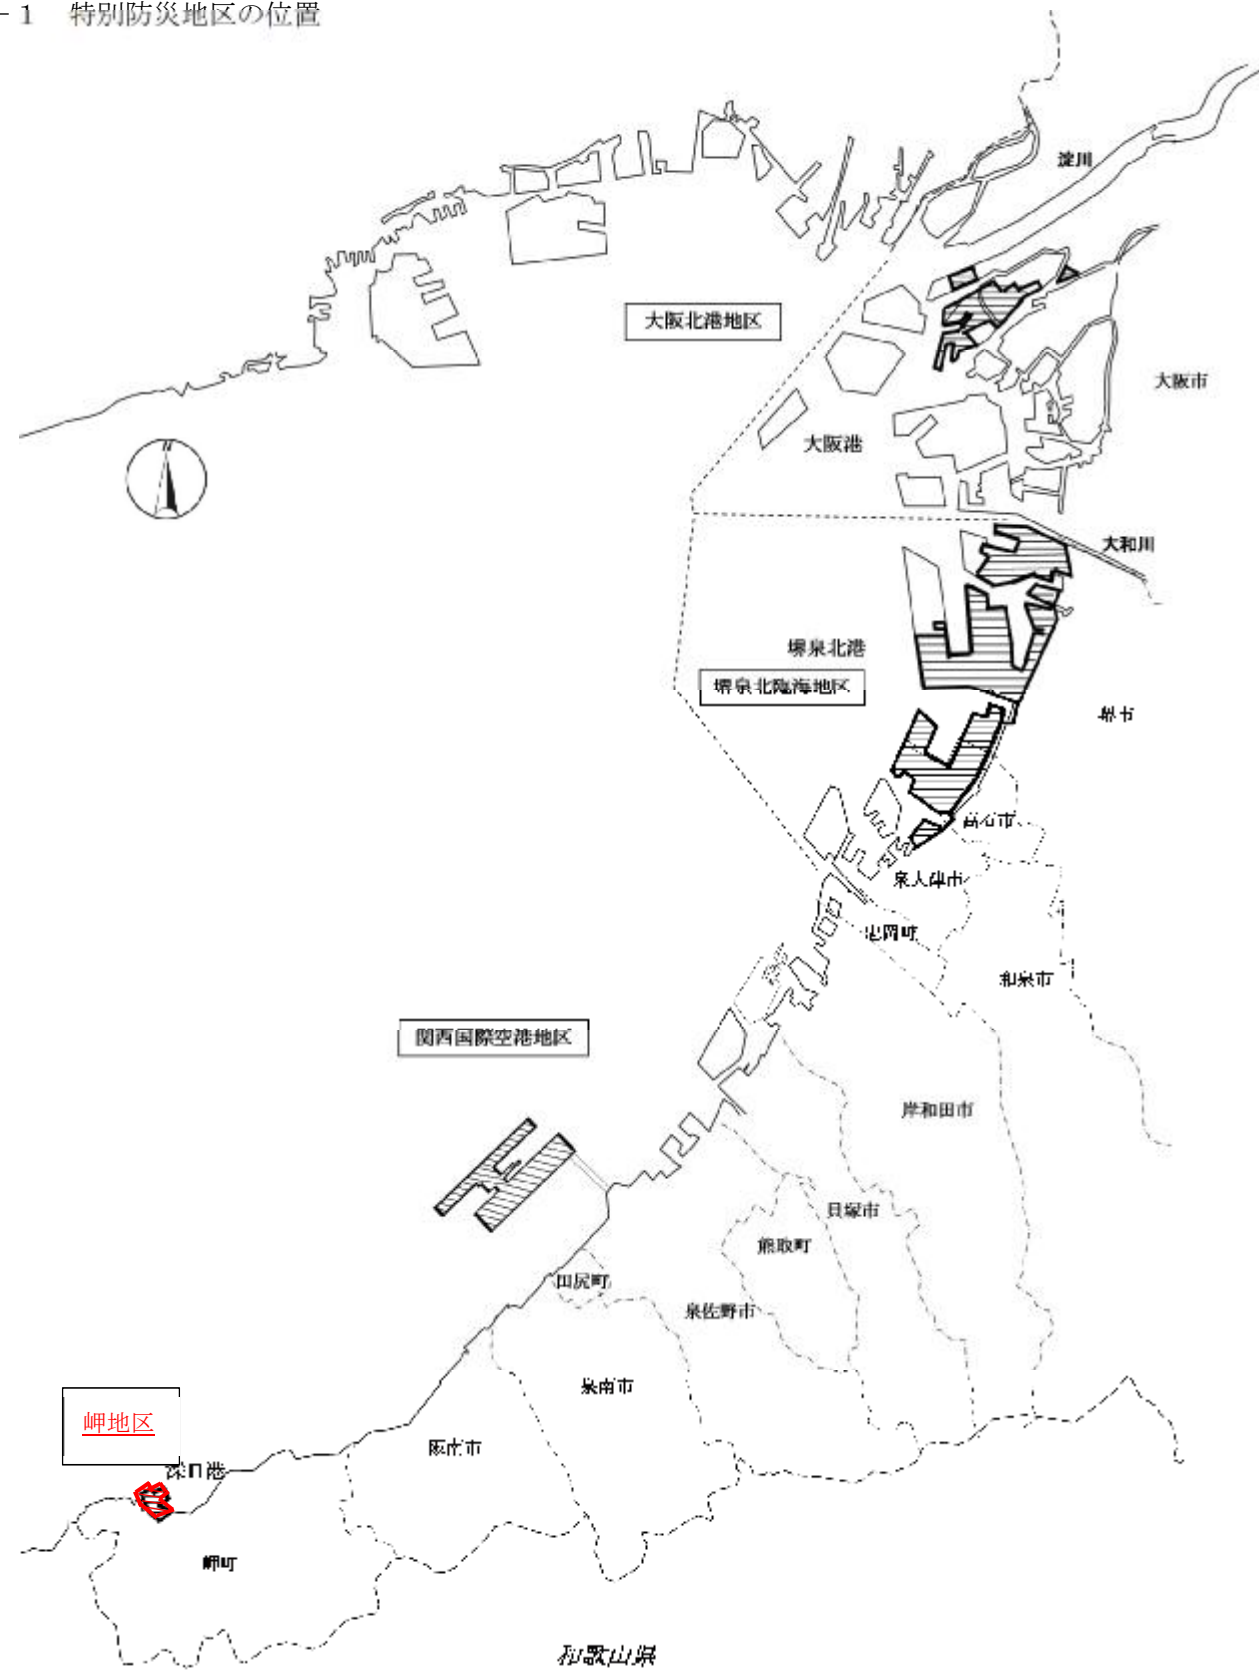 -1 特別防災地区の位置
淀川
大阪北港地区
大阪市
大阪港
大和川
堺泉北港
堺泉北臨海地区
堺市
高石市
泉大津市
忠岡町
和泉市
関西国際空港地区
岸和田市
貝塚市
熊取町
田尻町
泉佐野市
泉南市
岬地区
阪南市
深日港
岬町
和歌山県